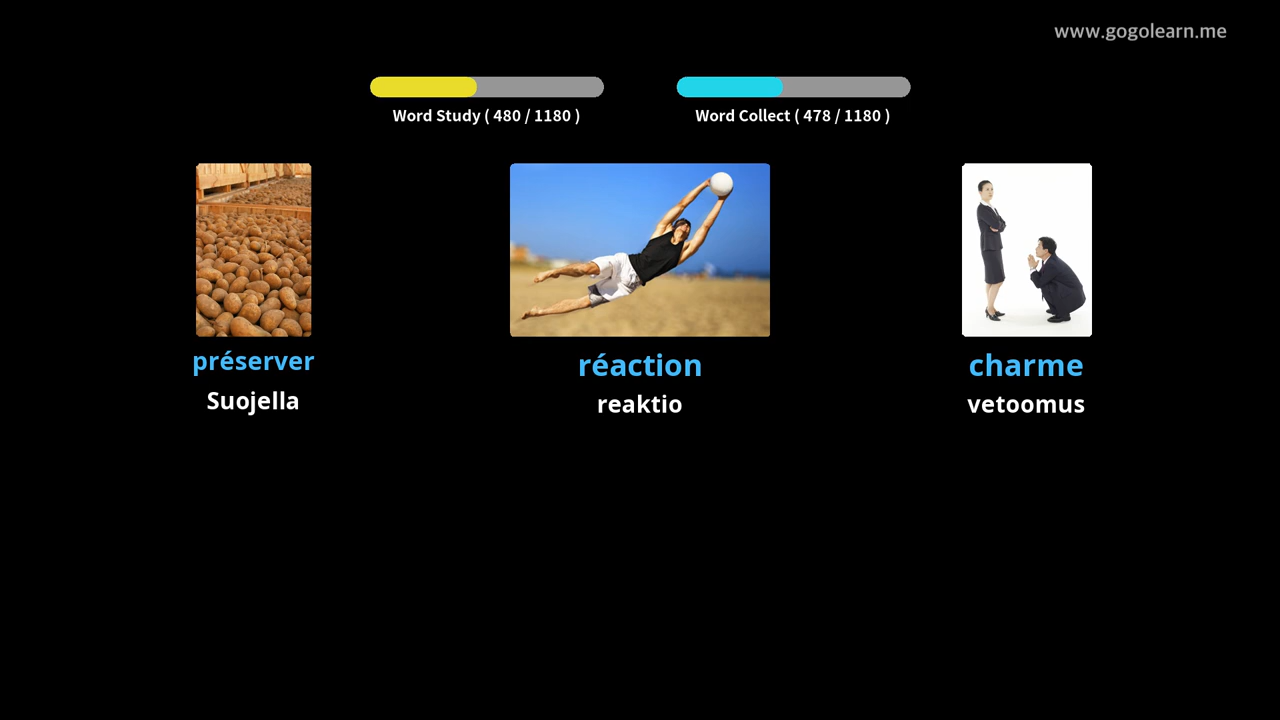 www.gogolearn.me
Word Study ( 480 / 1180 )
Word Collect ( 478 / 1180 )
préserver
réaction
charme
Suojella
reaktio
vetoomus